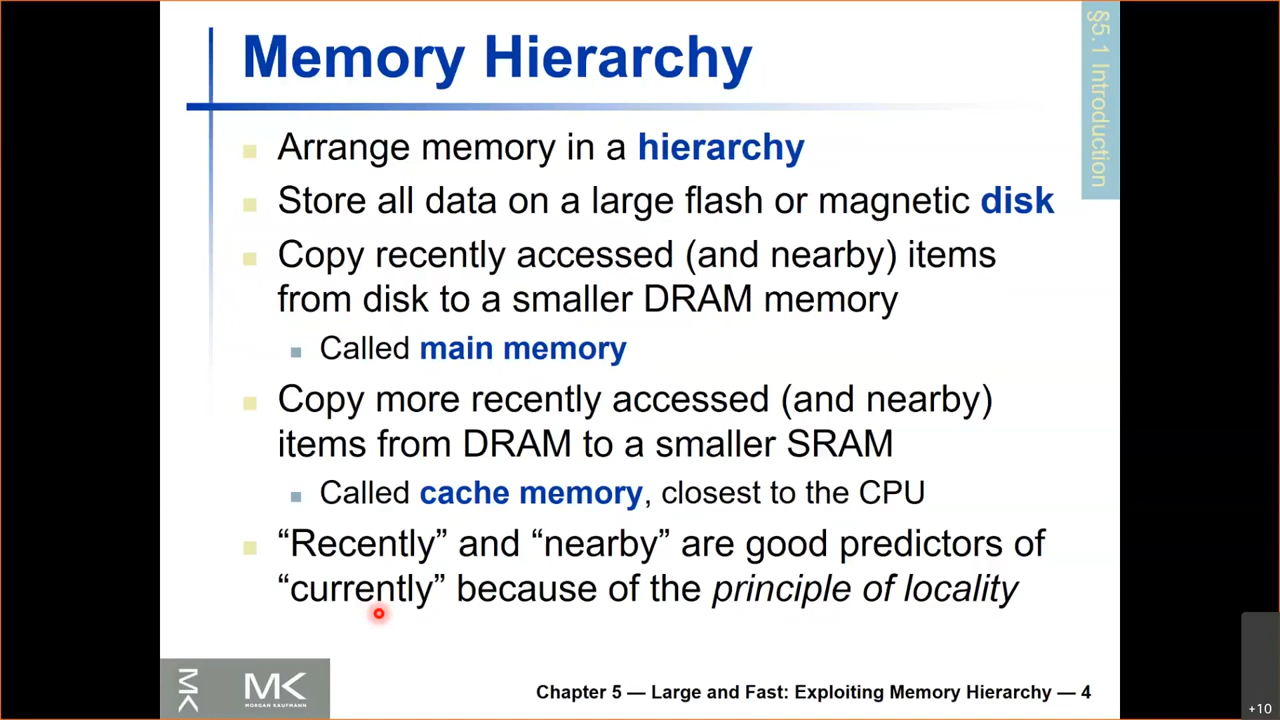 Memory Hierarchy
§5.1 Introduction
Arrange memory in a hierarchy
Store all data on a large flash or magnetic disk
Copy recently accessed (and nearby) items
from disk to a smaller DRAM memory
Called main memory
Copy more recently accessed (and nearby)
items from DRAM to a smaller SRAM
Called cache memory, closest to the CPU
“Recently” and “nearby” are good predictors of
“currently” because of the principle of locality
MK
MK
MORGAN KAUFMANN
Chapter 5 — Large and Fast: Exploiting Memory Hierarchy — 4
+10